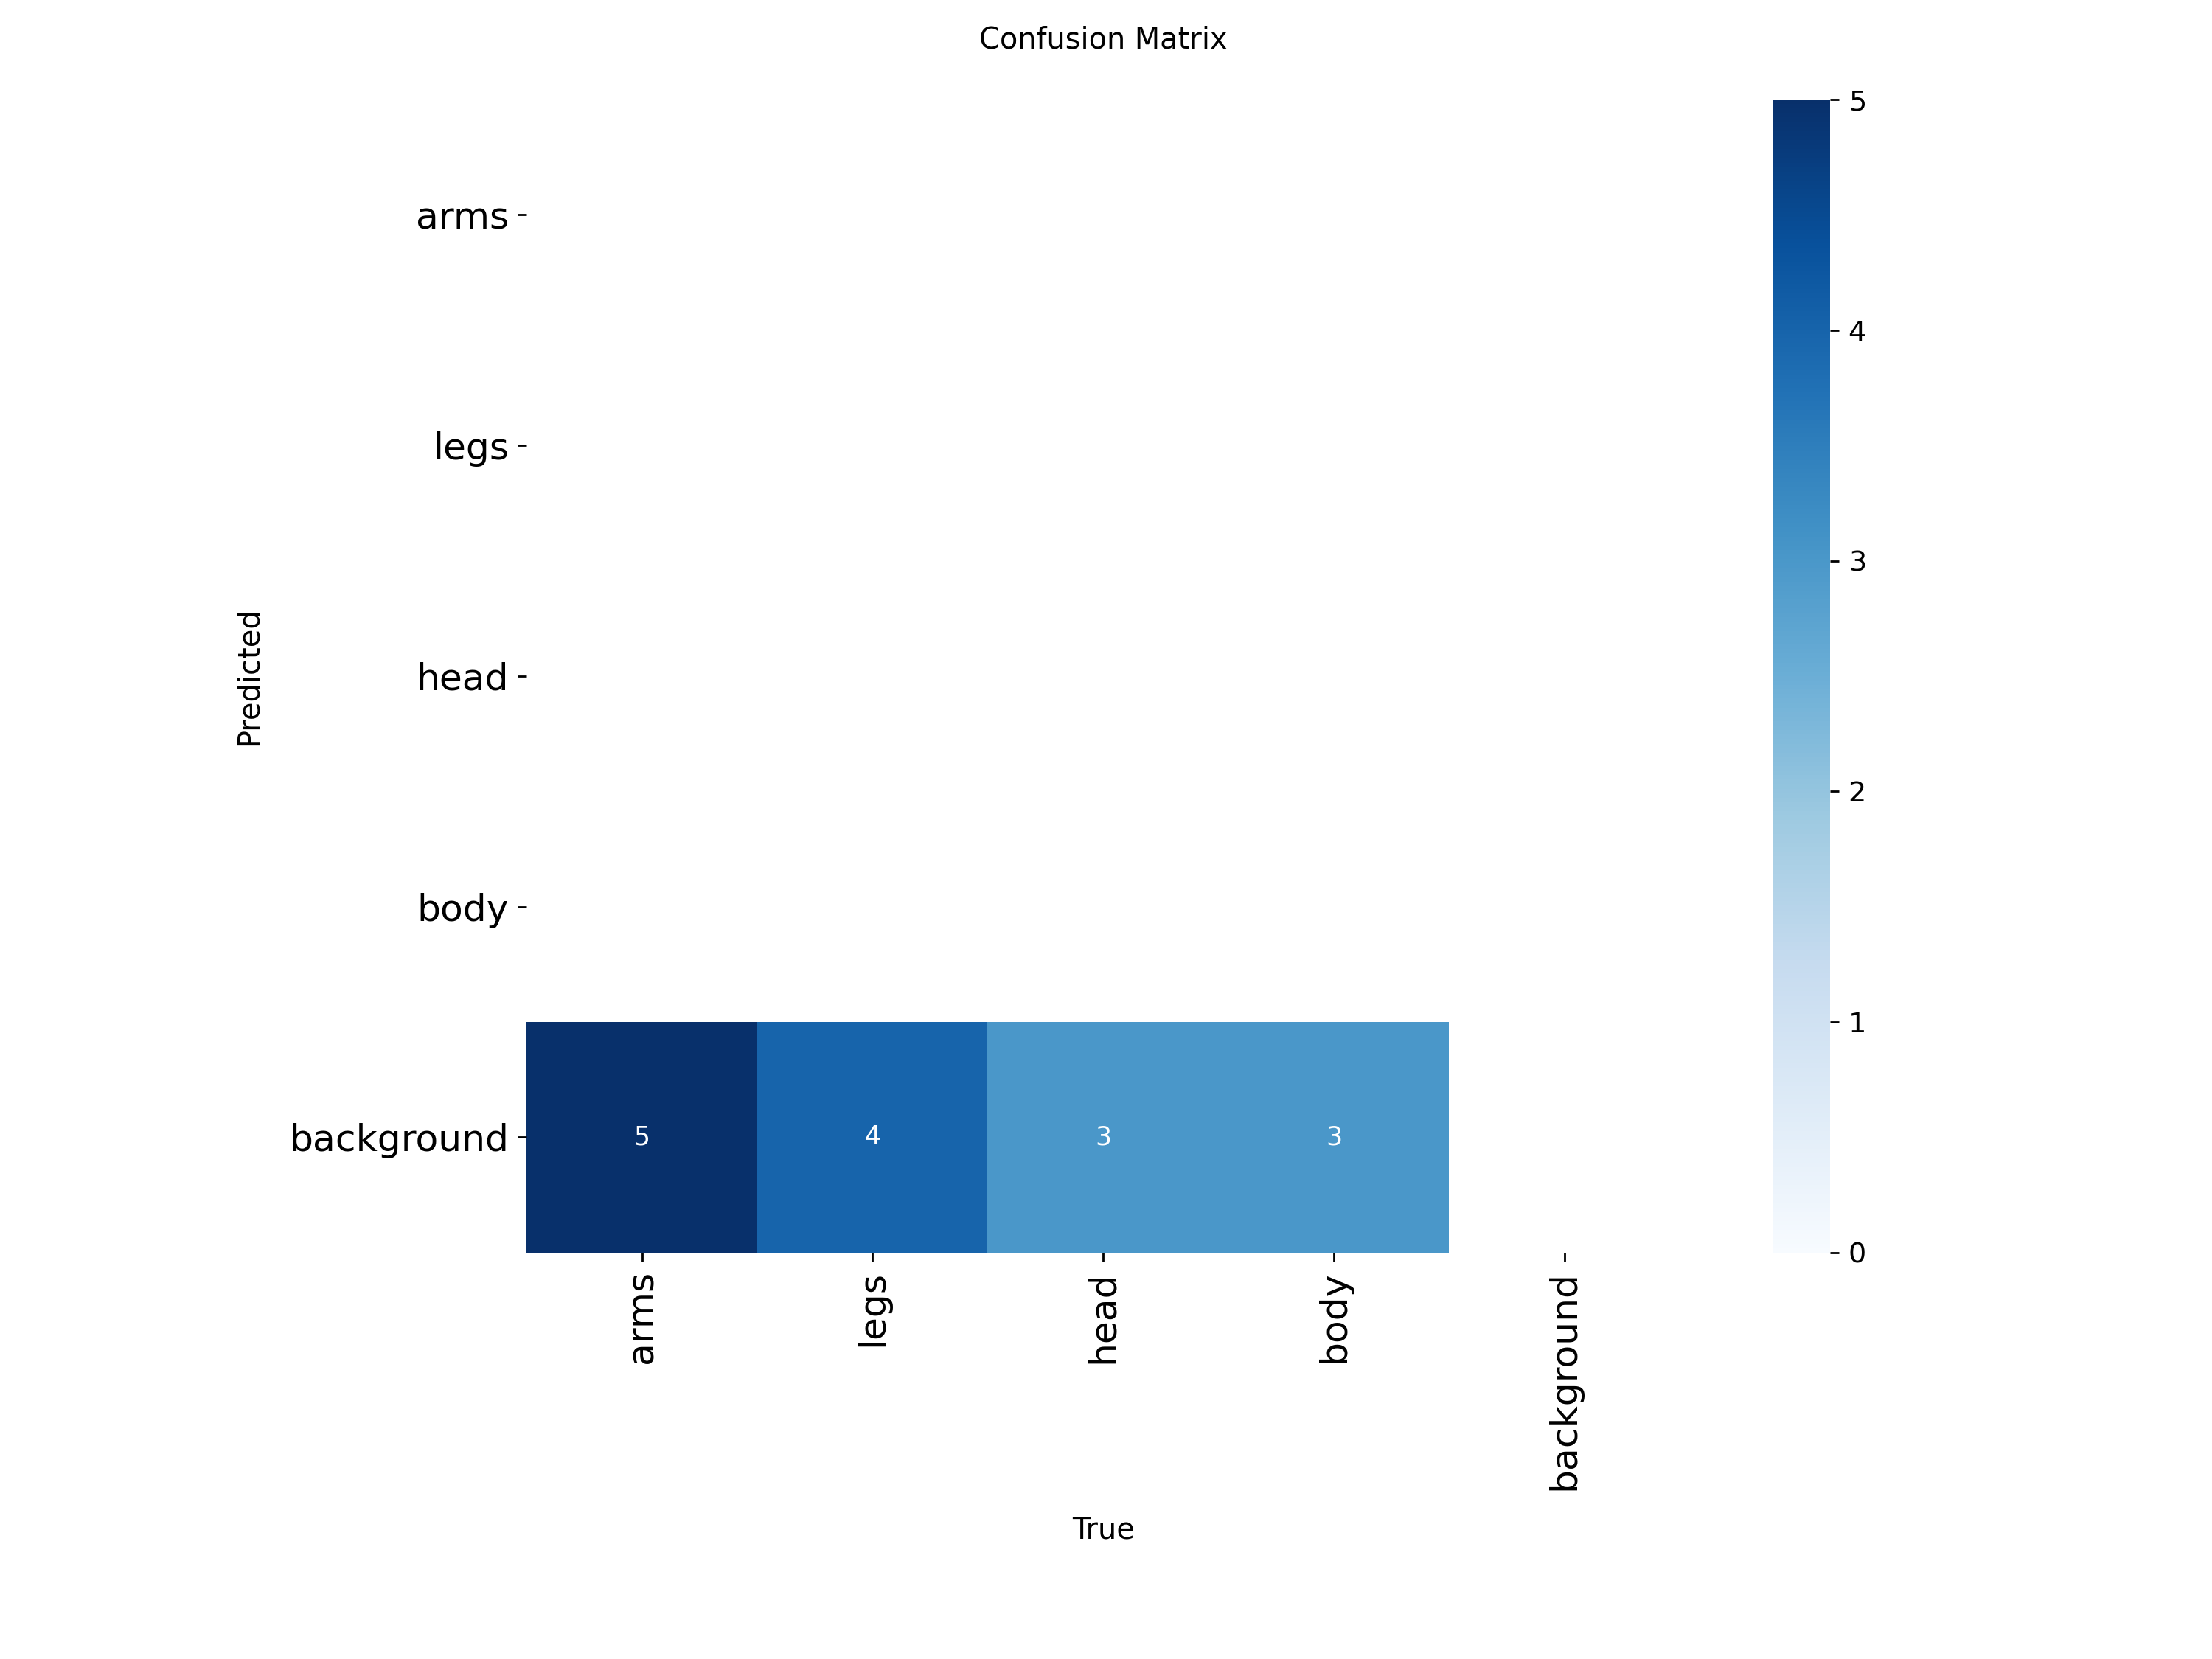 Confusion Matrix
5
arms
4
legs
3
Predicted
head
2
body
1
background
5 4 3 3
0
arms legs head body background
True